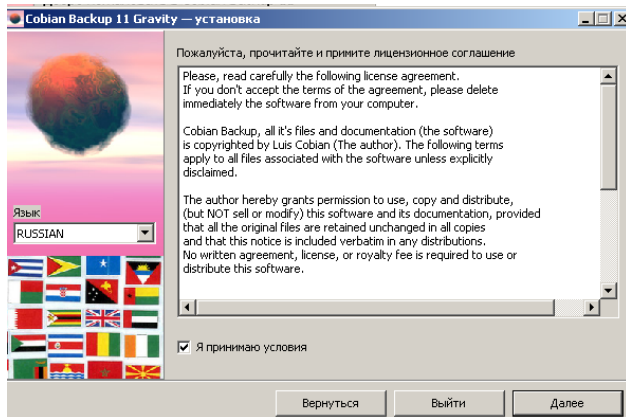 Cobian Backup 11 Gravity — установка
Пожалуйста, прочитайте и примите лицензионное соглашение
Please, read carefully the following license agreement.
If you don't accept the terms of the agreement, please delete
immediately the software from your computer.
Cobian Backup, all it's files and documentation (the software)
is copyrighted by Luis Cobian (The author). The following terms
apply to all files associated with the software unless explicitly
disclaimed.
The author hereby grants permission to use, copy and distribute,
(but NOT sell or modify) this software and its documentation, provided
that all the original files are retained unchanged in all copies
and that this notice is included verbatim in any distributions.
No written agreement, license, or royalty fee is required to use or
distribute this software.
Язык
RUSSIAN
Я принимаю условия
Вернуться
Выйти
Далее